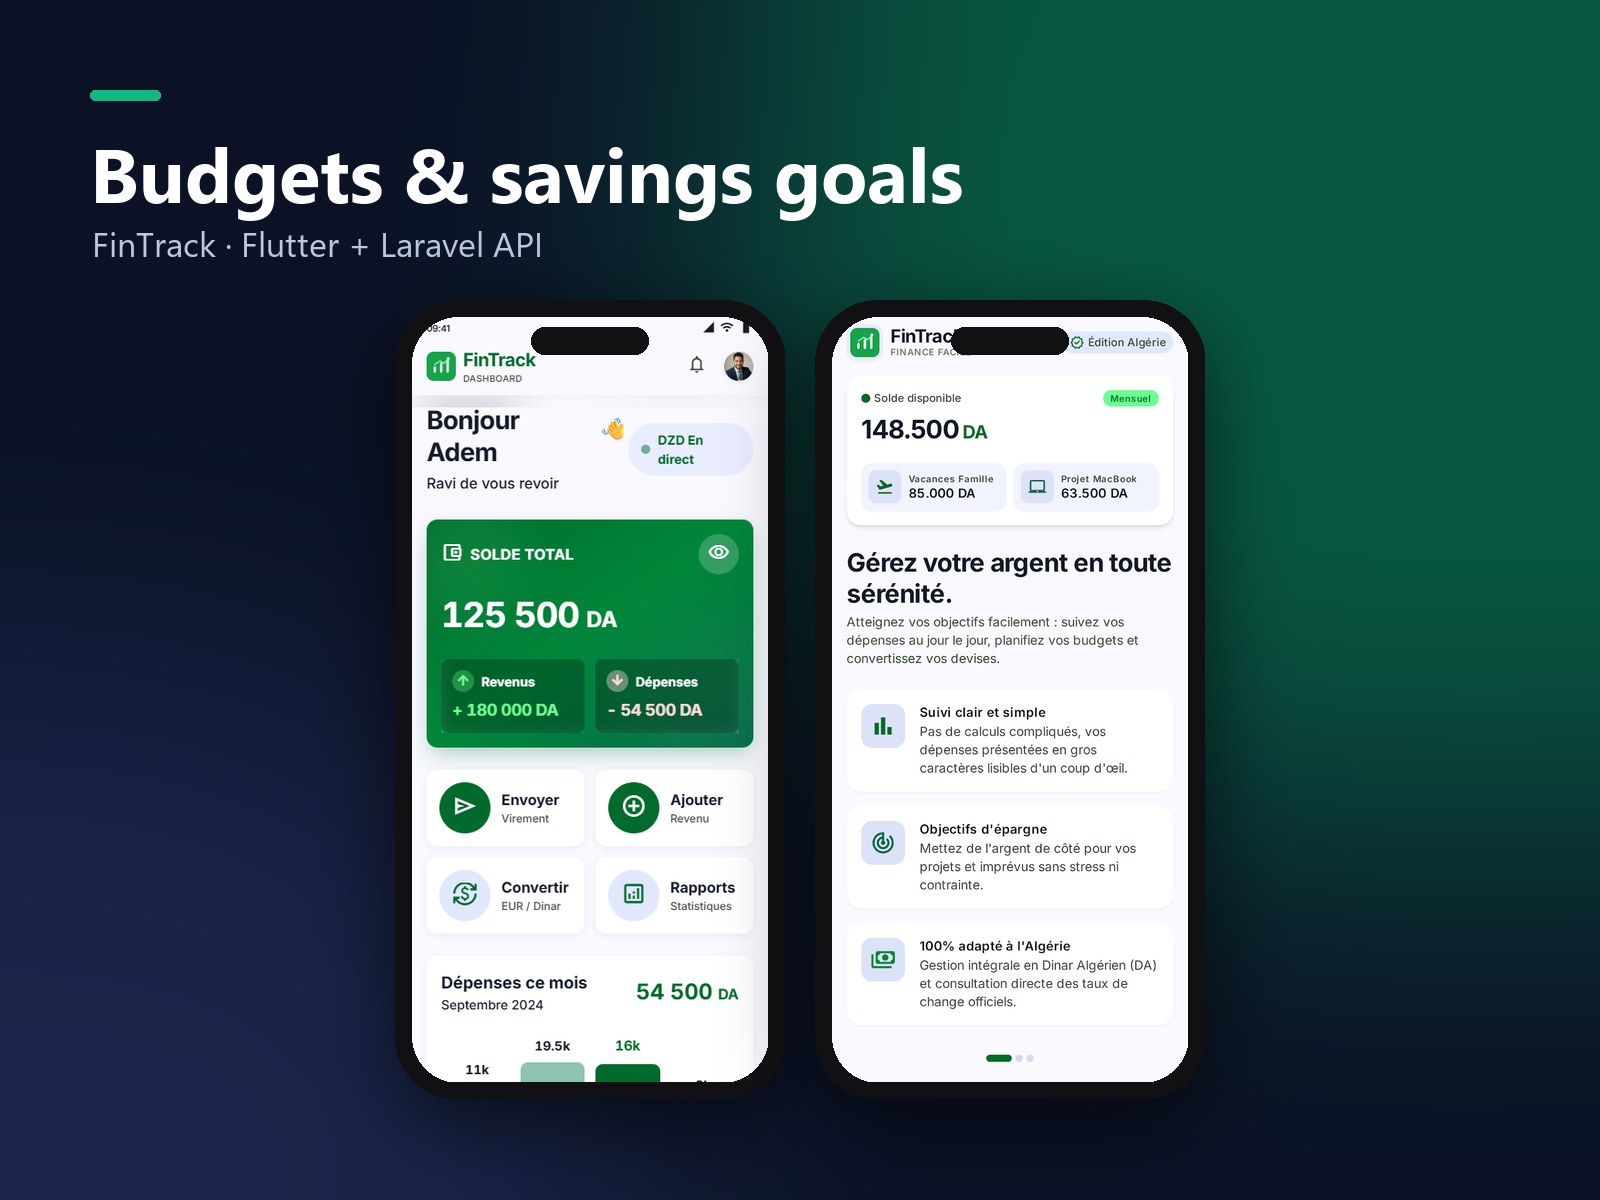 Budgets & savings goals
FinTrack · Flutter + Laravel API
09:41
FinTrack
DASHBOARD
Bonjour
Adem
👋
DZD En
direct
Ravi de vous revoir
SOLDE TOTAL
125 500 DA
Revenus
+ 180 000 DA
Dépenses
- 54 500 DA
Envoyer
Virement
Ajouter
Revenu
Convertir
EUR / Dinar
Rapports
Statistiques
Dépenses ce mois
Septembre 2024
54 500 DA
19.5k
16k
11k
FinTrac
FINANCE
Édition Algérie
Solde disponible
Mensuel
148.500 DA
Vacances Famille
85.000 DA
Projet MacBook
63.500 DA
Gérez votre argent en toute
sérénité.
Atteignez vos objectifs facilement : suivez vos
dépenses au jour le jour, planifiez vos budgets et
convertissez vos devises.
Suivi clair et simple
Pas de calculs compliqués, vos
dépenses présentées en gros
caractères lisibles d'un coup d'œil.
Objectifs d'épargne
Mettez de l'argent de côté pour vos
projets et imprévus sans stress ni
contrainte.
100% adapté à l'Algérie
Gestion intégrale en Dinar Algérien (DA)
et consultation directe des taux de
change officiels.